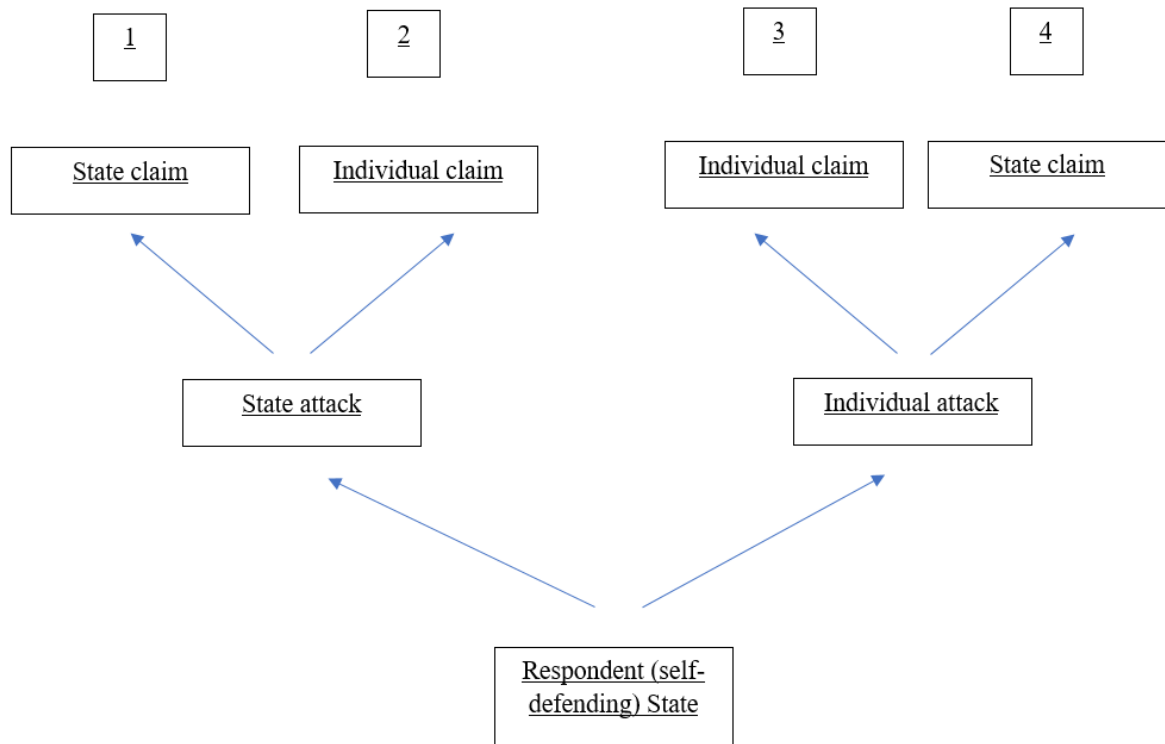 1
2
3
4
State claim
Individual claim
Individual claim
State claim
State attack
Individual attack
Respondent (self-
defending) State